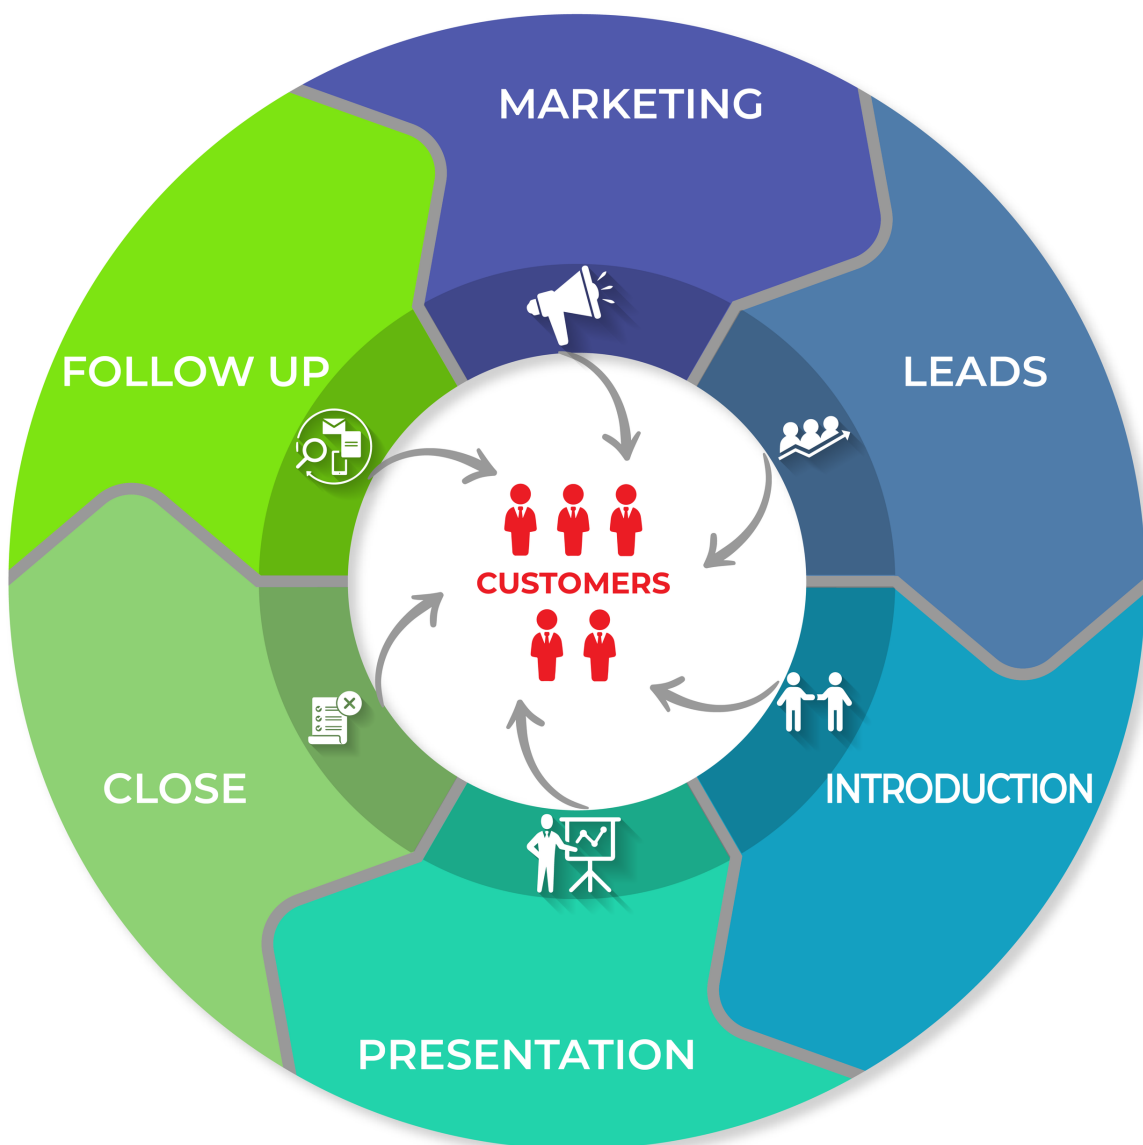 MARKETING
LEADS
INTRODUCTION
PRESENTATION
CLOSE
FOLLOW UP
CUSTOMERS